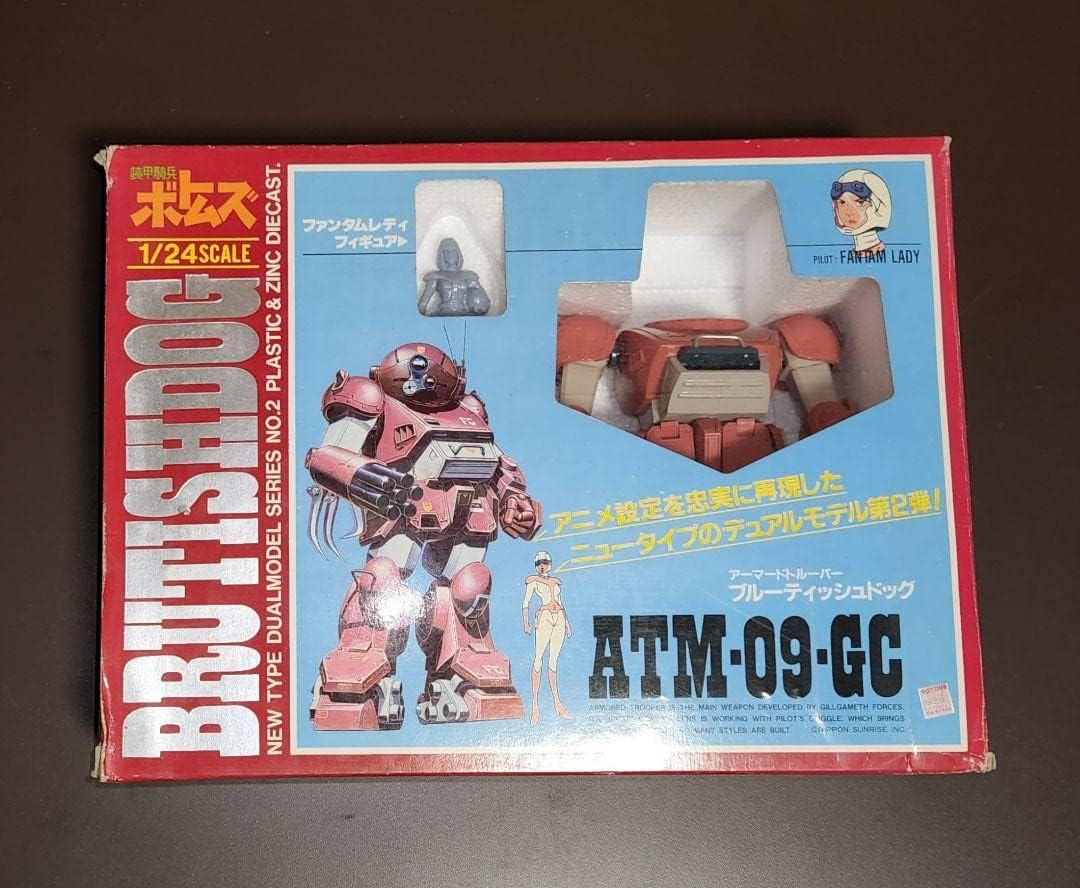 装甲騎兵
ボトムズ
1/24SCALE
BRUTISHDOG
NEW TYPE DUALMODEL SERIES NO.2 PLASTIC & ZINC DIECAST.
ファンタムレディ
フィギュア▶
PILOT: FANTAM LADY
FC
FC
アニメ設定を忠実に再現した
ニュータイプのデュアルモデル第2弾!
アーマードトルーパー
ブルーティッシュドッグ
ATM-09-GC
ARMORED TROOPER IS THE MAIN WEAPON DEVELOPED BY GILLGAMETH FORCES.
LENS IS WORKING WITH PILOT'S GOGGLE, WHICH BRINGS
MANY STYLES ARE BUILT. ©NIPPON SUNRISE INC.
VOTOMS